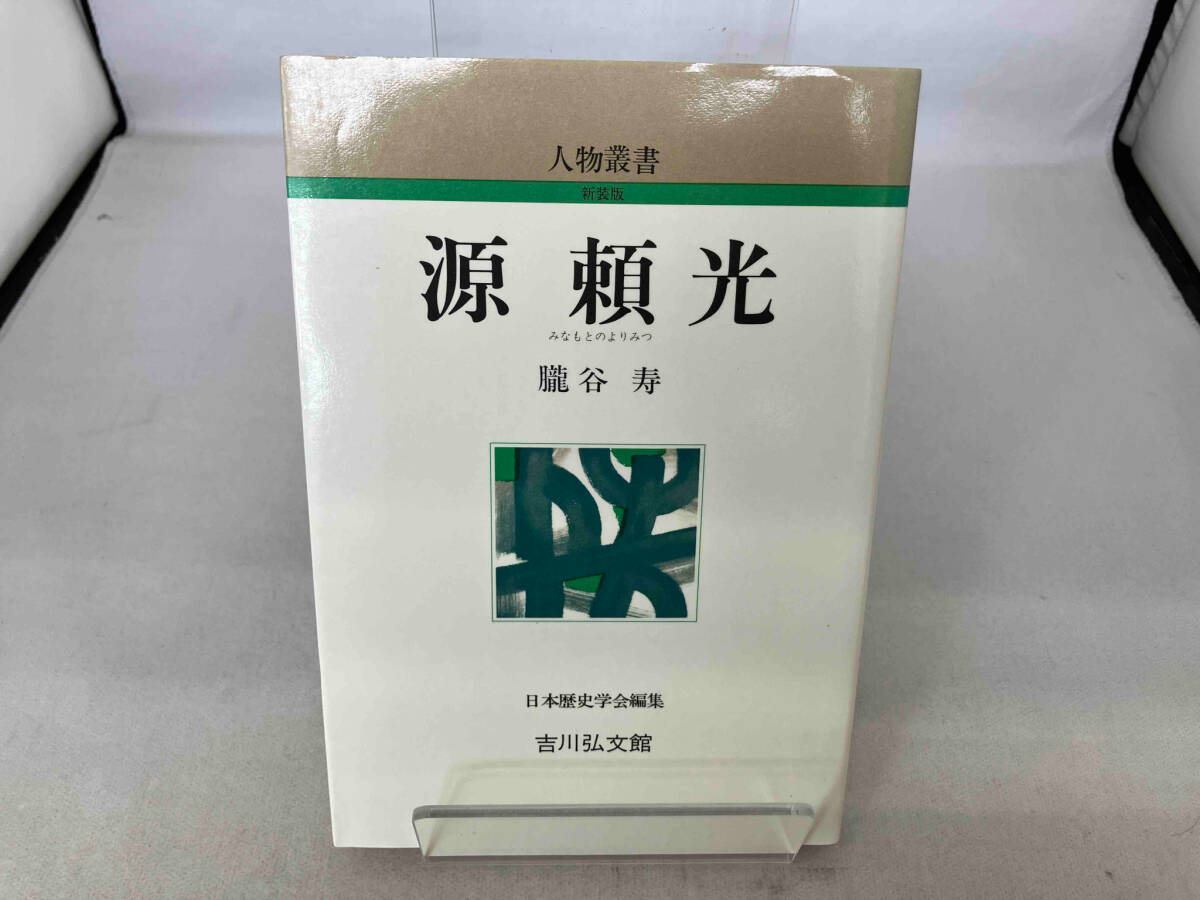 人物叢書
新装版
源 頼光
みなもとのよりみつ
朧谷 寿
日本歴史学会編集
吉川弘文館